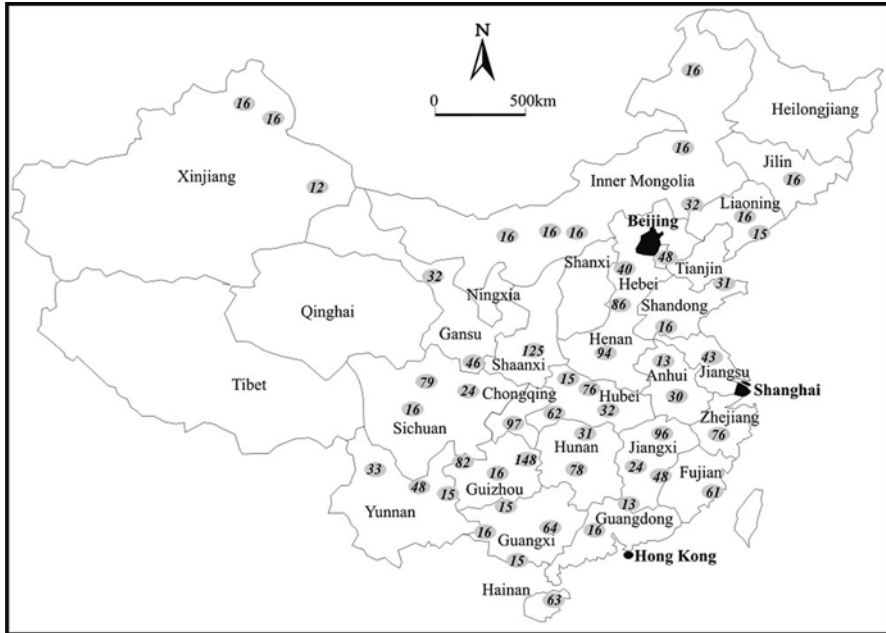 N
0
500km
16
Heilongjiang
16
16
16
Jilin
16
Xinjiang
12
Inner Mongolia
Liaoning
32
16
Beijing
15
16
16
16
Shanxi
48
Tianjin
40
Hebei
31
32
Ningxia
86
Shandong
Qinghai
16
Gansu
Henan
125
94
43
46
Shaanxi
13
Anhui
Jiangsu
Tibet
79
15
76
24
Chongqing
Hubei
30
Shanghai
16
62
32
Zhejiang
Sichuan
97
31
96
76
Hunan
Jiangxi
82
148
33
16
78
24
48
Fujian
Guizhou
48
15
61
Yunnan
15
13
Guangdong
16
64
16
Guangxi
15
Hong Kong
Hainan
63